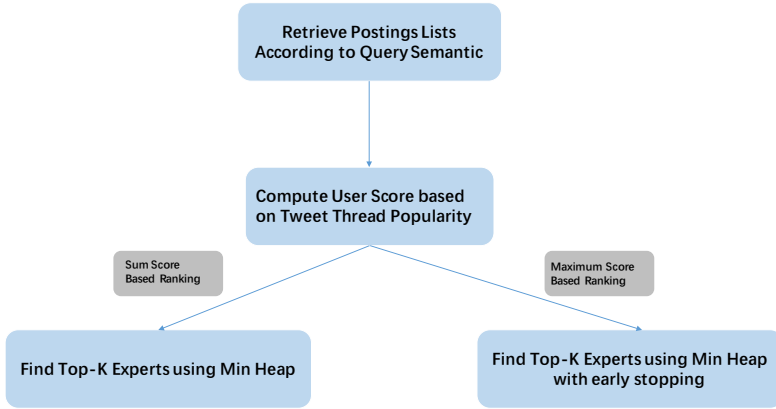 Retrieve Postings Lists
According to Query Semantic
Compute User Score based
on Tweet Thread Popularity
Sum Score
Based Ranking
Maximum Score
Based Ranking
Find Top-K Experts using Min Heap
Find Top-K Experts using Min Heap
with early stopping